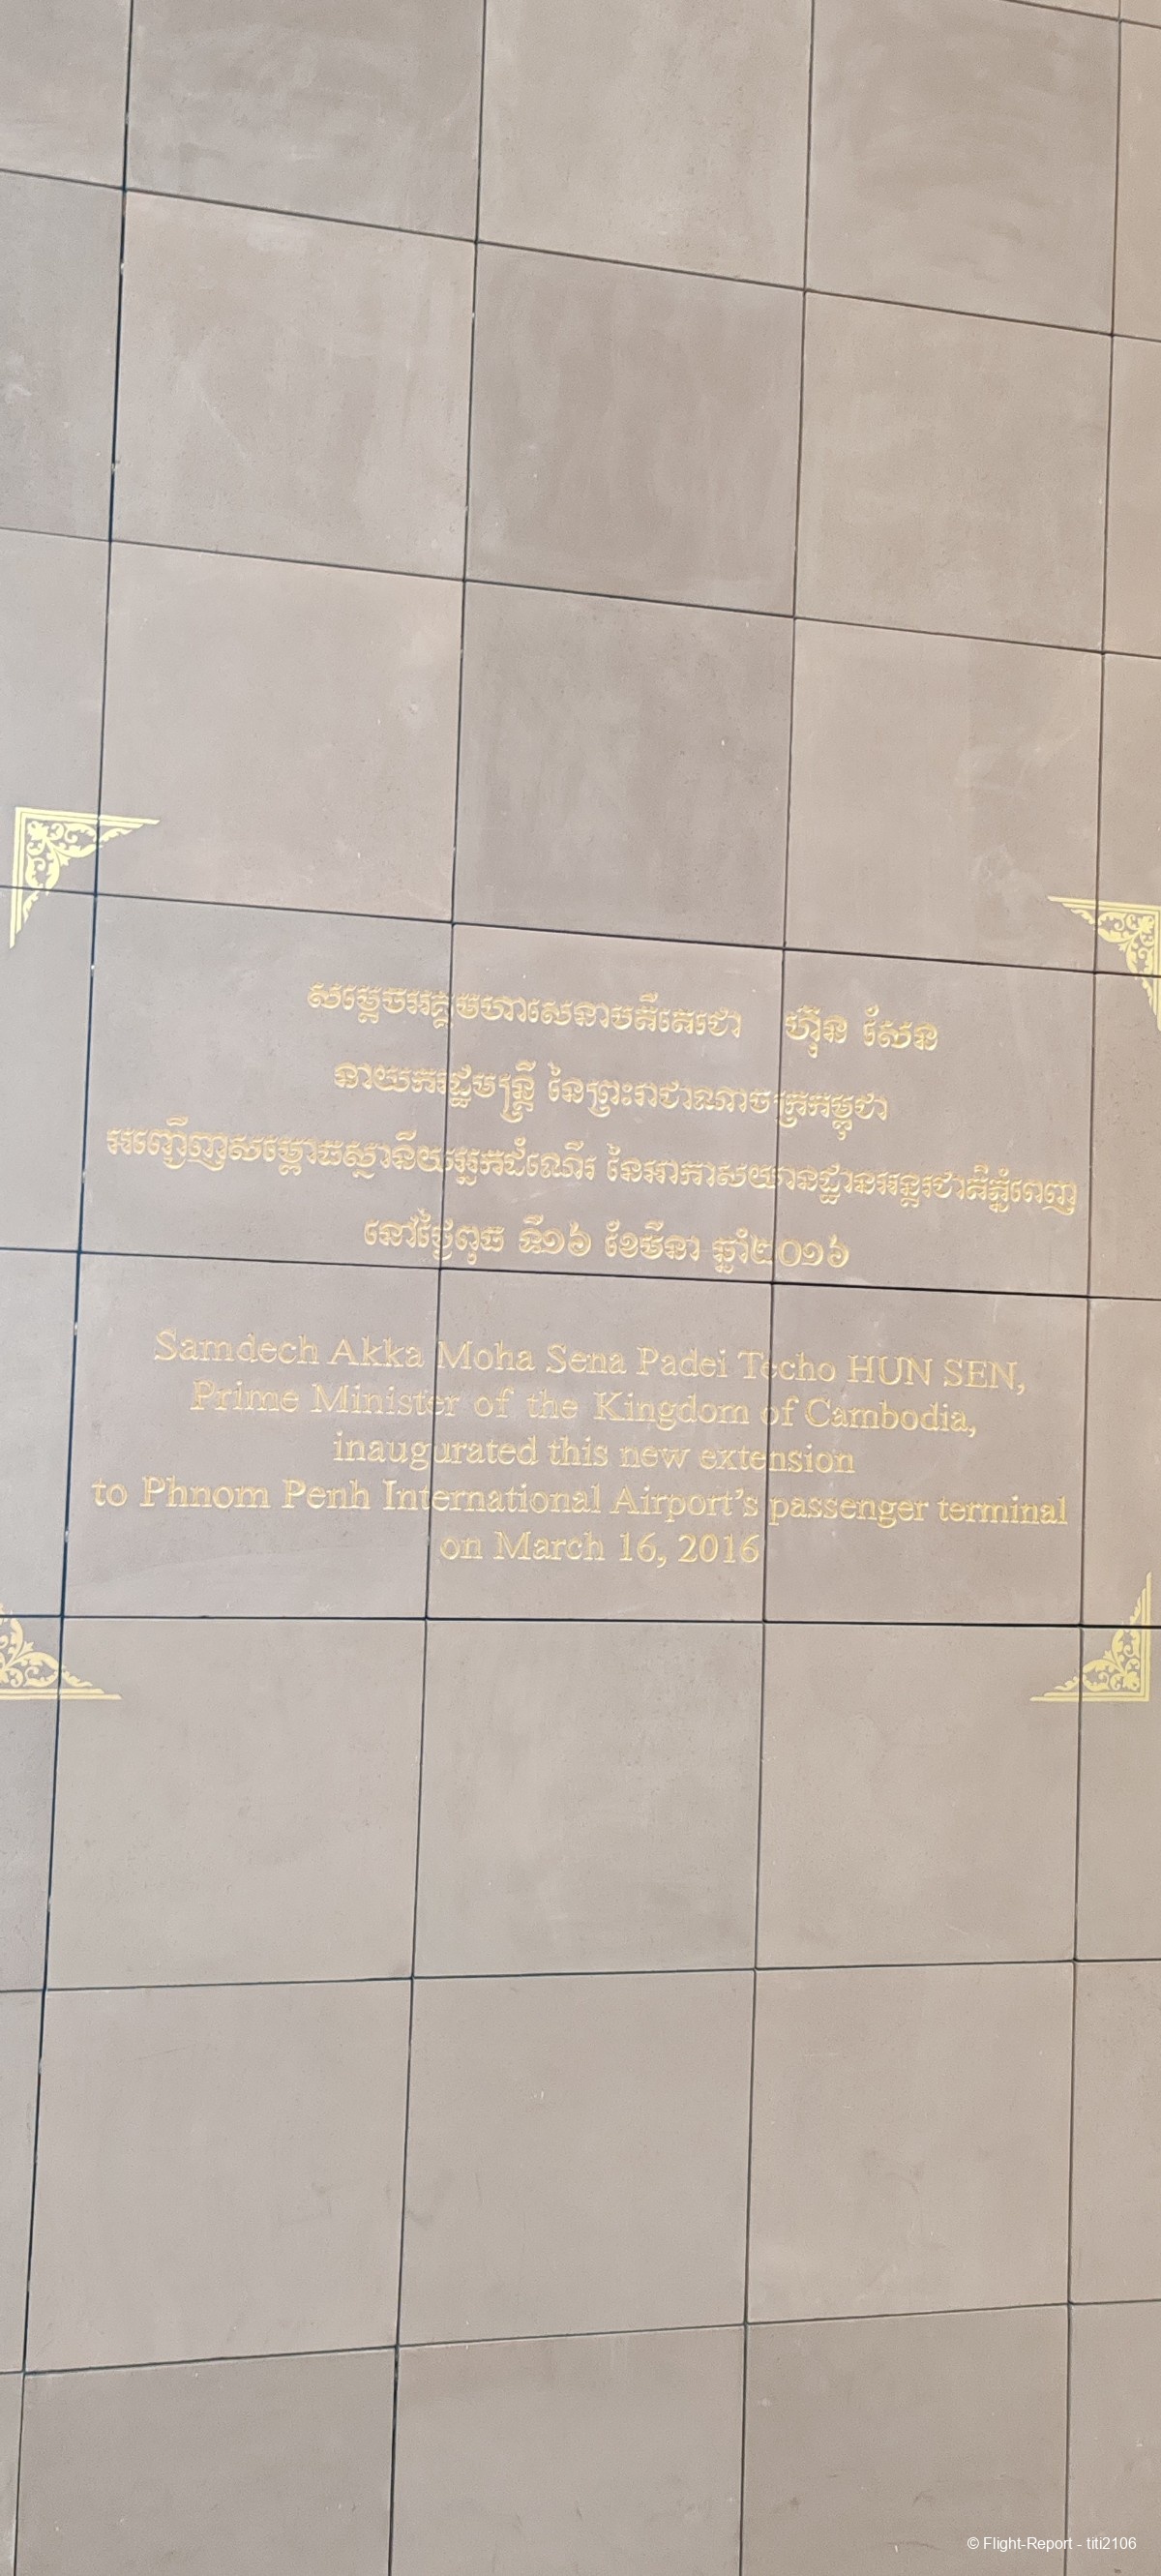 សម្តេចអគ្គមហាសេនាបតីតេជោ ហ៊ុន សែន
នាយករដ្ឋមន្ត្រី នៃព្រះរាជាណាចក្រកម្ពុជា
អញ្ជើញសម្ពោធស្ថានីយអ្នកដំណើរ នៃអាកាសយានដ្ឋានអន្តរជាតិភ្នំពេញ
នៅថ្ងៃពុធ ទី១៦ ខែមីនា ឆ្នាំ២០១៦
Samdech Akka Moha Sena Padei Techo HUN SEN,
Prime Minister of the Kingdom of Cambodia,
inaugurated this new extension
to Phnom Penh International Airport's passenger terminal
on March 16, 2016
© Flight-Report - titi2106